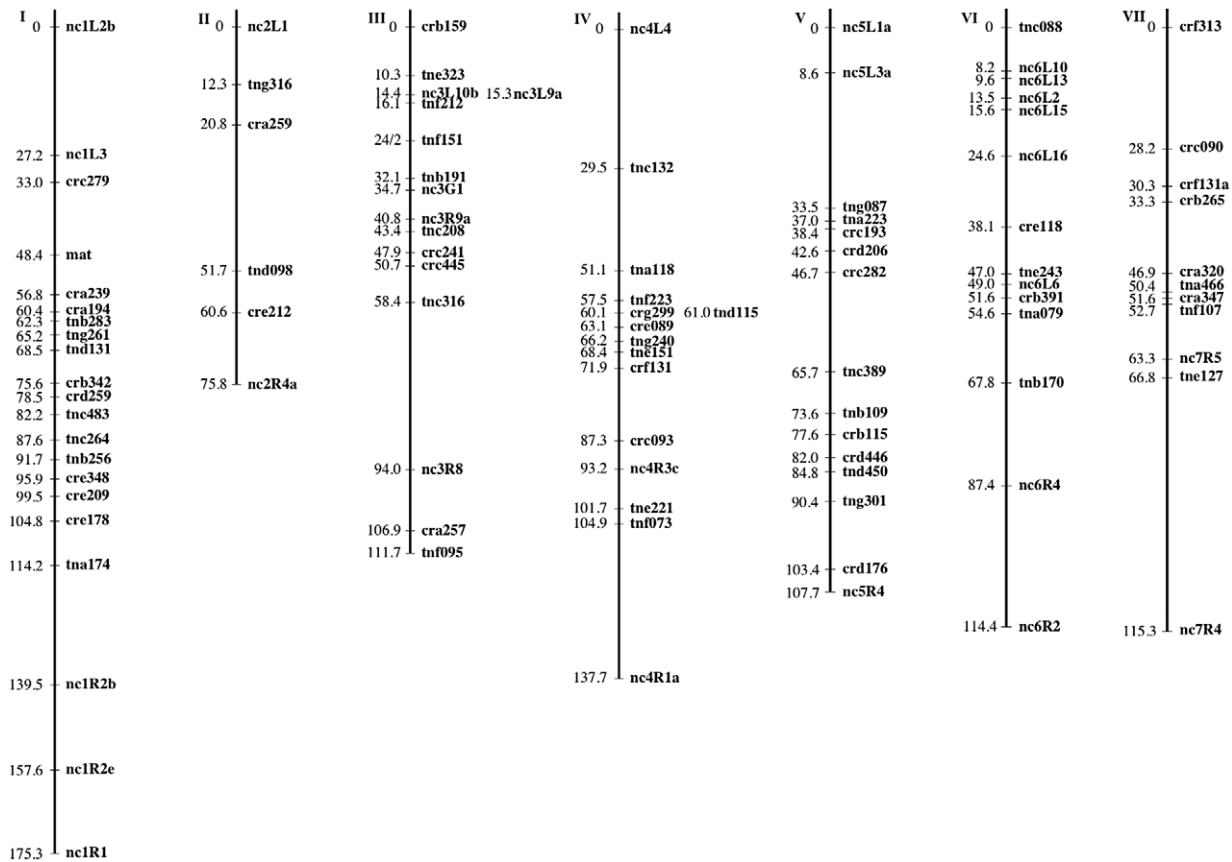 I
0 nc1L2b
27.2 nc1L3
33.0 crc279
48.4 mat
56.8 cra239
60.4 cra194
62.3 tnb283
65.2 tng261
68.5 tnd131
75.6 crb342
78.5 crd259
82.2 tnc483
87.6 tnc264
91.7 tnb256
95.9 cre348
99.5 cre209
104.8 cre178
114.2 tna174
139.5 nc1R2b
157.6 nc1R2e
175.3 nc1R1
II
0 nc2L1
12.3 tng316
20.8 cra259
51.7 tnd098
60.6 cre212
75.8 nc2R4a
III
0 crb159
10.3 tne323
14.4 nc3L10b 15.3 nc3L9a
16.1 tnf212
24/2 tnf151
32.1 tnb191
34.7 nc3G1
40.8 nc3R9a
43.4 tnc208
47.9 crc241
50.7 crc445
58.4 tnc316
94.0 nc3R8
106.9 cra257
111.7 tnf095
IV
0 nc4L4
29.5 tnc132
51.1 tna118
57.5 tnf223
60.1 crg299 61.0 tnd115
63.1 cre089
66.2 tng240
68.4 tne151
71.9 crf131
87.3 crc093
93.2 nc4R3c
101.7 tne221
104.9 tnf073
137.7 nc4R1a
V
0 nc5L1a
8.6 nc5L3a
33.5 tng087
37.0 tna223
38.4 crc193
42.6 crd206
46.7 crc282
65.7 tnc389
73.6 tnb109
77.6 crb115
82.0 crd446
84.8 tnd450
90.4 tng301
103.4 crd176
107.7 nc5R4
VI
0 tnc088
8.2 nc6L10
9.6 nc6L13
13.5 nc6L2
15.6 nc6L15
24.6 nc6L16
38.1 cre118
47.0 tne243
49.0 nc6L6
51.6 crb391
54.6 tna079
67.8 tnb170
87.4 nc6R4
114.4 nc6R2
VII
0 crf313
28.2 crc090
30.3 crf131a
33.3 crb265
46.9 cra320
50.4 tna466
51.6 cra347
52.7 tnf107
63.3 nc7R5
66.8 tne127
115.3 nc7R4